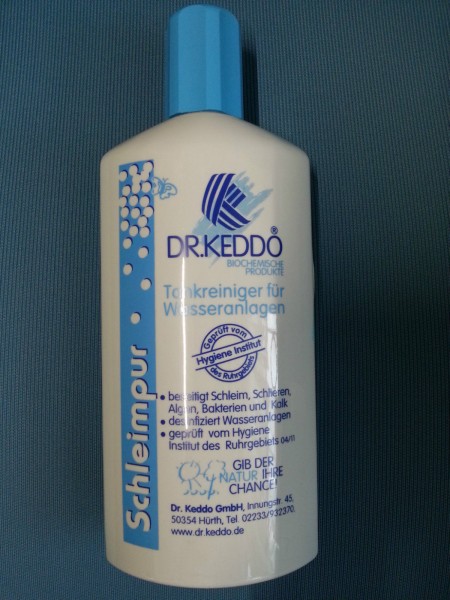 Schleimpur
DR.KEDDO®
BIOCHEMISCHE
PRODUKTE
Tankreiniger für
Wasseranlagen
Geprüft vom
Hygiene Institut
des Ruhrgebiets
• beseitigt Schleim, Schlieren,
Algen, Bakterien und Kalk
• desinfiziert Wasseranlagen
• geprüft vom Hygiene
Institut des Ruhrgebiets 04/11
GIB DER
NATUR IHRE
CHANCE!
Dr. Keddo GmbH, Innungstr. 45,
50354 Hürth, Tel. 02233/932370,
www.dr.keddo.de